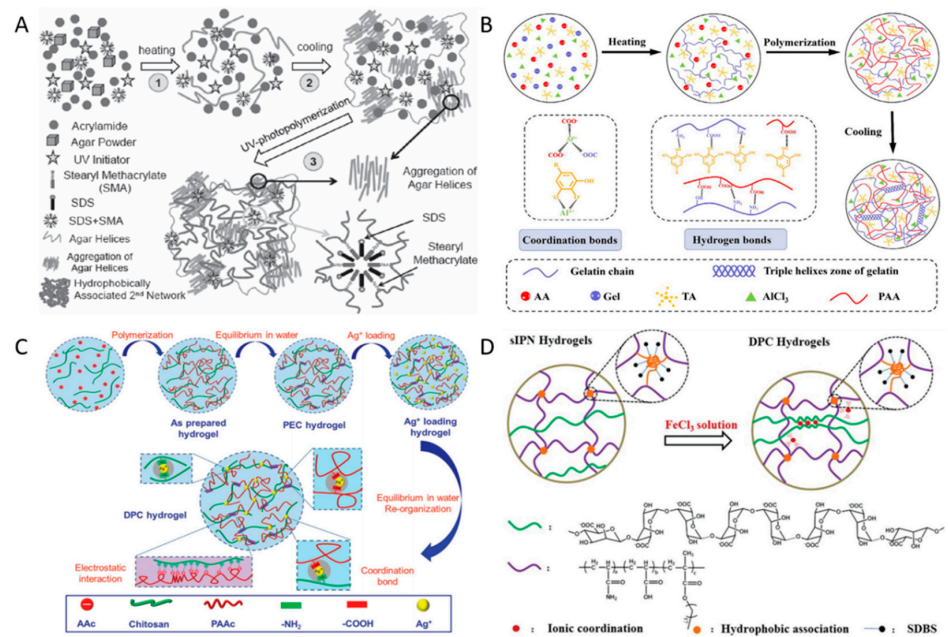 A
heating
cooling
1
2
UV-photopolymerization
3
Acrylamide
Agar Powder
UV Initiator
Stearyl Methacrylate
(SMA)
SDS
SDS+SMA
Agar Helices
Aggregation of
Agar Helices
Hydrophobically
Associated 2nd Network
Aggregation of
Agar Helices
SDS
Stearyl
Methacrylate
B
Heating
Polymerization
Cooling
COO-
COO-
OOC
Al3+
COOH
Coordination bonds
Hydrogen bonds
Gelatin chain
Triple helixes zone of gelatin
AA
Gel
TA
AlCl3
PAA
C
Polymerization
Equilibrium in water
Ag+ loading
As prepared
hydrogel
PEC hydrogel
Ag+ loading
hydrogel
DPC hydrogel
Equilibrium in water
Re-organization
Electrostatic
interaction
Coordination
bond
AAc
Chitosan
PAAc
-NH2
-COOH
Ag+
D
sIPN Hydrogels
DPC Hydrogels
FeCl3 solution
: Ionic coordination
: Hydrophobic association
: SDBS